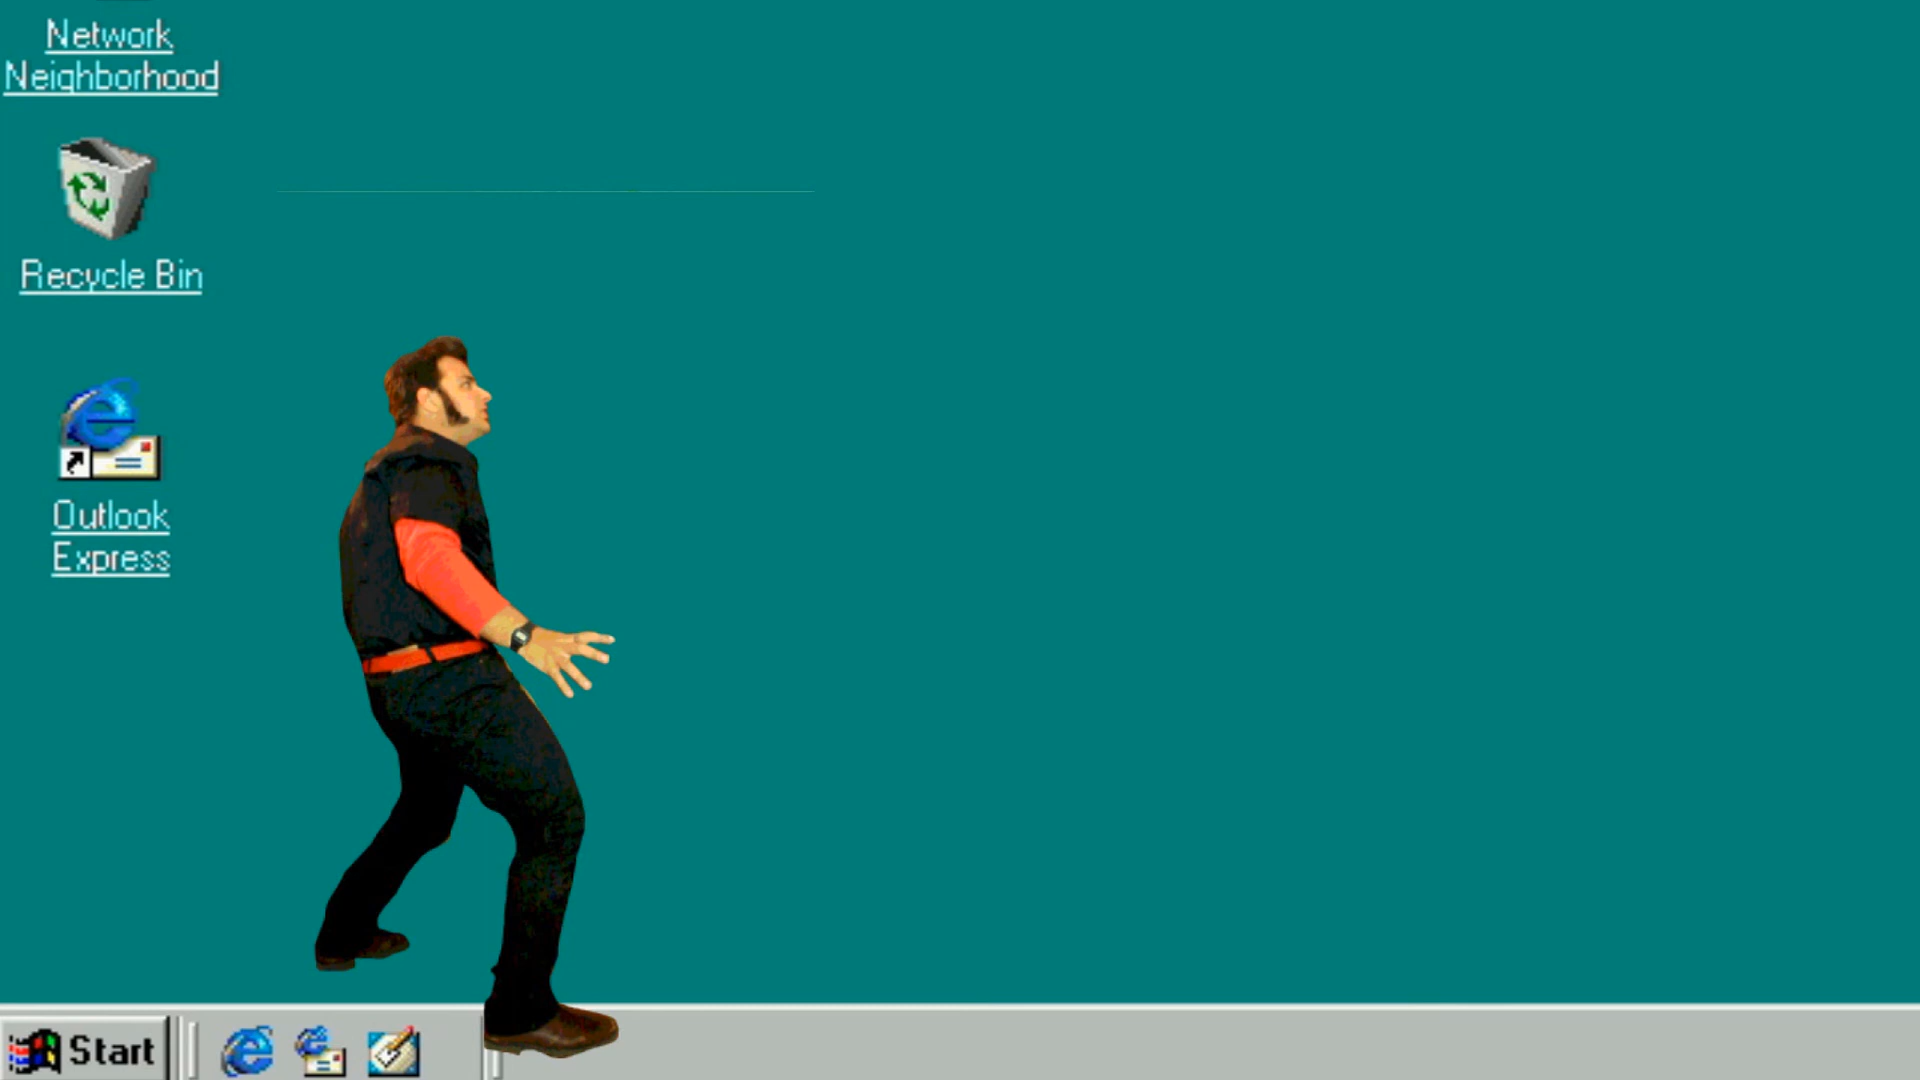 Network
Neighborhood
Recycle Bin
Outlook
Express
Start